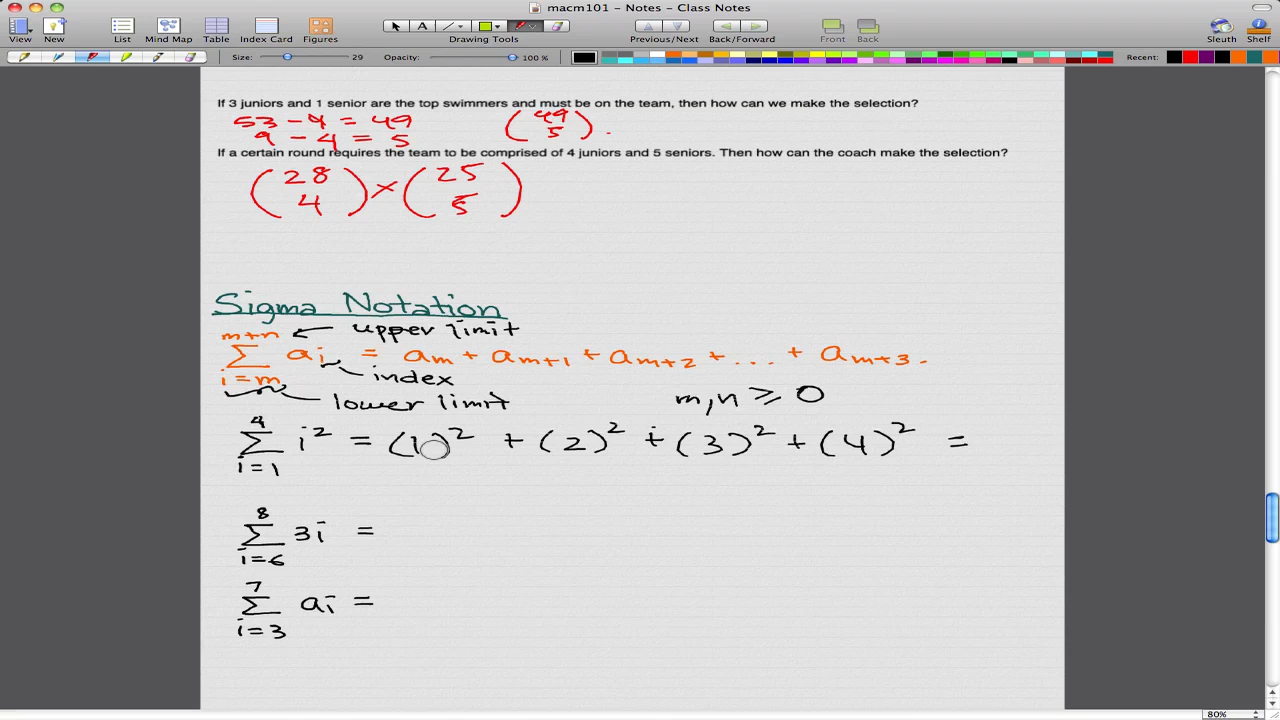 macm101 - Notes - Class Notes
View New List Mind Map Table Index Card Figures Drawing Tools Previous/Next Back/Forward Front Back Sleuth Shelf
Size: 29 Opacity: 100 % Recent:
If 3 juniors and 1 senior are the top swimmers and must be on the team, then how can we make the selection?
53 - 4 = 49
9 - 4 = 5 (49 5).
If a certain round requires the team to be comprised of 4 juniors and 5 seniors. Then how can the coach make the selection?
(28 4) × (25 5)
Sigma Notation
m+n ← upper limit
∑ ai = am + am+1 + am+2 + ... + am+3.
i=m index
lower limit m,n ≥ 0
4
∑ i² = (1)² + (2)² + (3)² + (4)² =
i=1
8
∑ 3i =
i=6
7
∑ ai =
i=3
80%